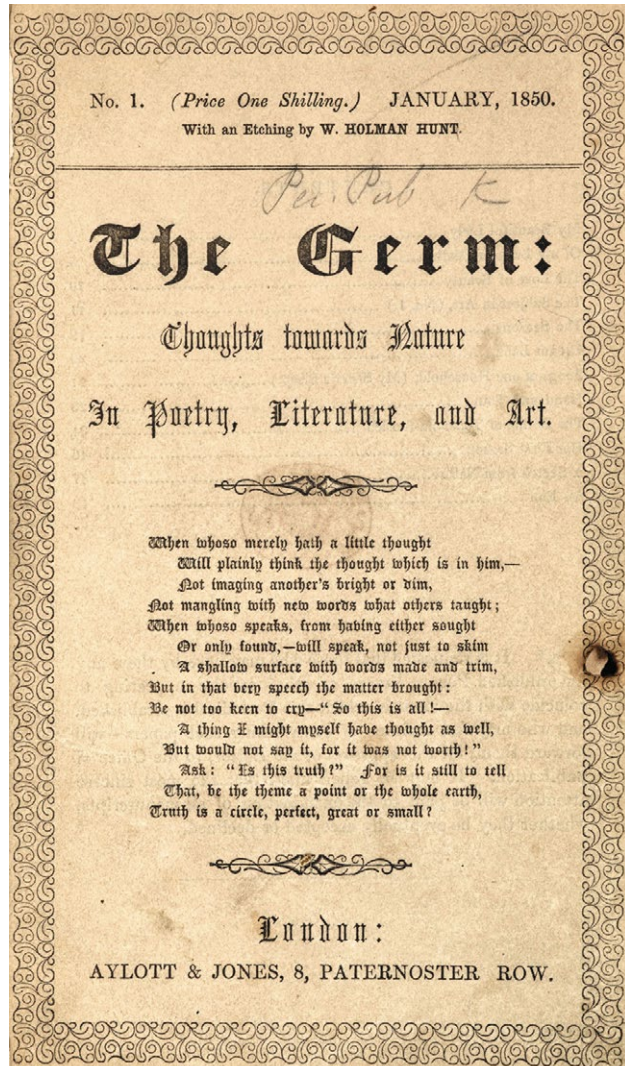 No. 1. (Price One Shilling.) JANUARY, 1850.
With an Etching by W. HOLMAN HUNT.
Per. Pub K
The Germ:
Thoughts towards Nature
In Poetry, Literature, and Art.
When whoso merely hath a little thought
Will plainly think the thought which is in him,—
Not imaging another's bright or dim,
Not mangling with new words what others taught;
When whoso speaks, from having either sought
Or only found,—will speak, not just to skim
A shallow surface with words made and trim,
But in that very speech the matter brought:
Be not too keen to cry—"So this is all!—
A thing I might myself have thought as well,
But would not say it, for it was not worth!"
Ask: "Is this truth?" For is it still to tell
That, be the theme a point or the whole earth,
Truth is a circle, perfect, great or small?
London:
AYLOTT & JONES, 8, PATERNOSTER ROW.